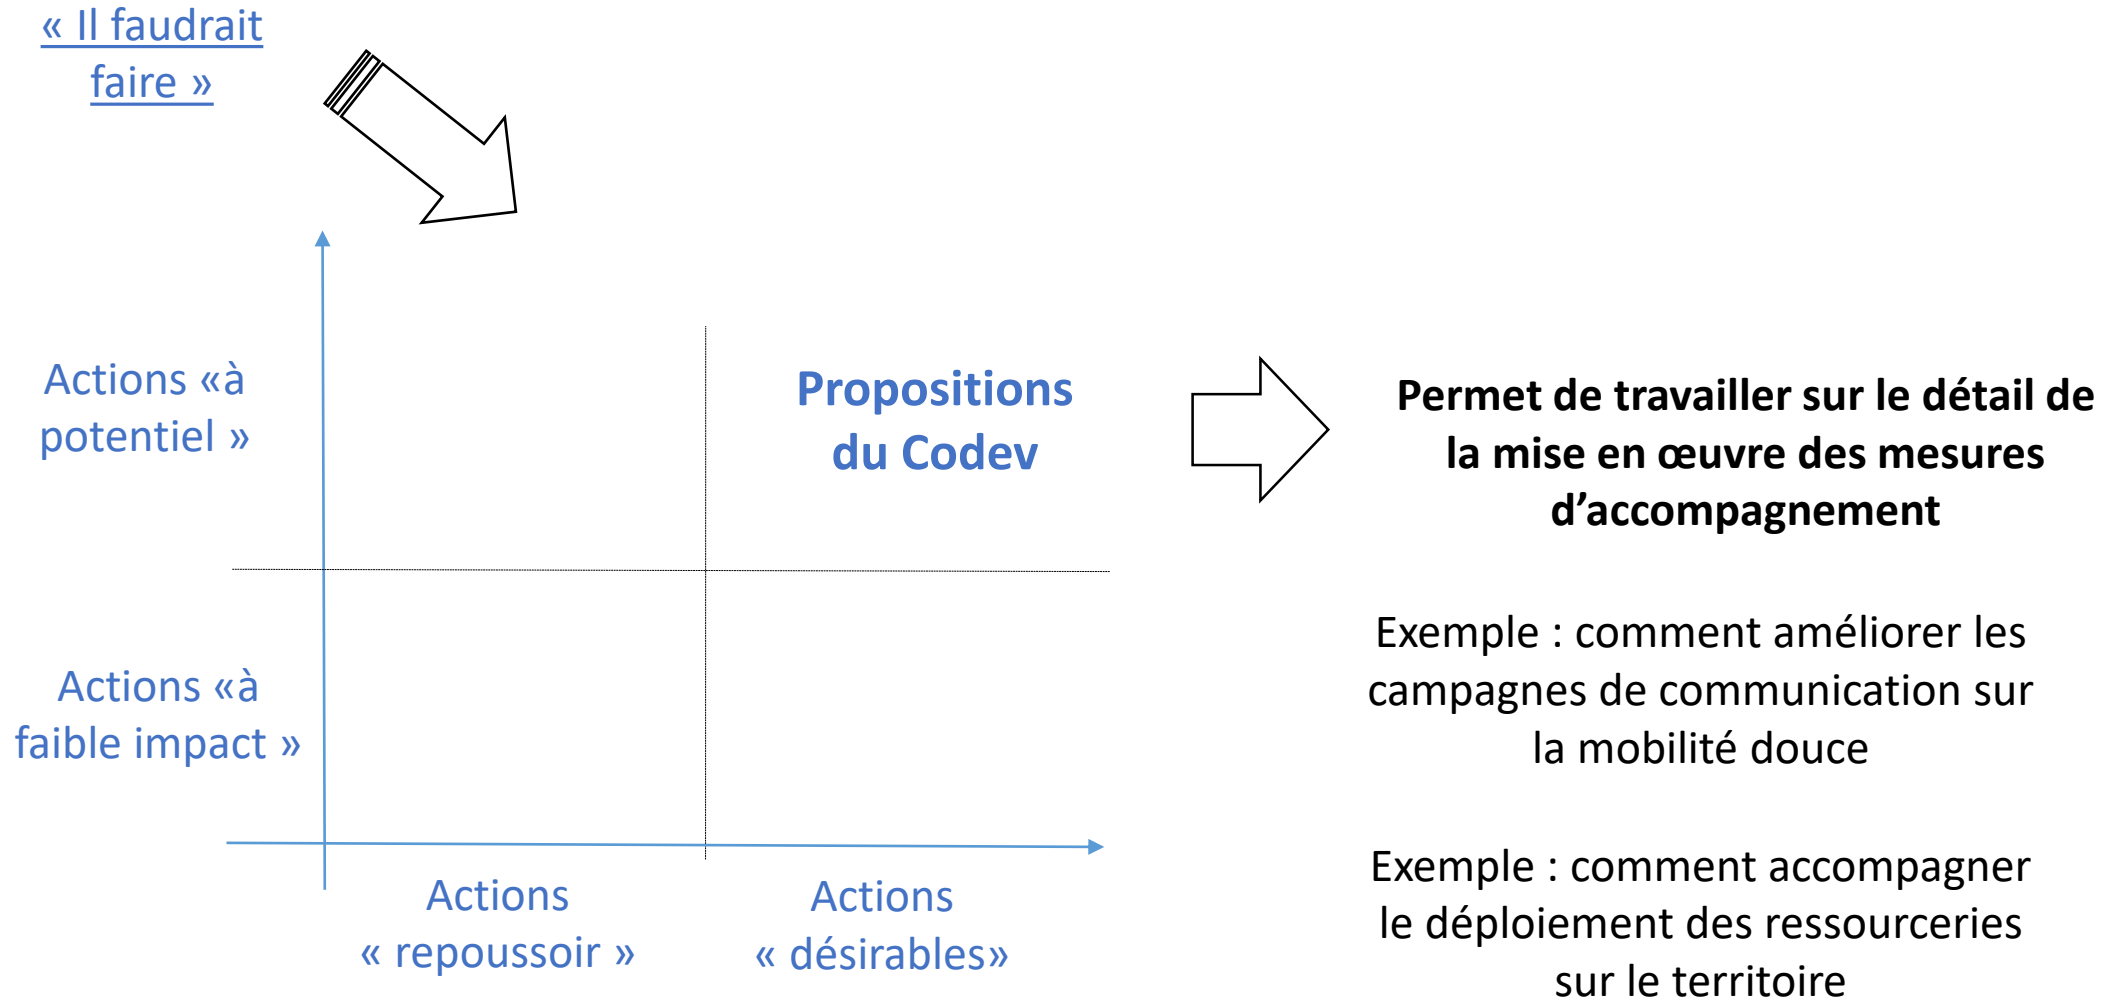 « Il faudrait
faire »
Actions «à
potentiel »
Propositions
du Codev
Permet de travailler sur le détail de
la mise en œuvre des mesures
d’accompagnement
Actions «à
faible impact »
Exemple : comment améliorer les
campagnes de communication sur
la mobilité douce
Actions
« repoussoir »
Actions
« désirables»
Exemple : comment accompagner
le déploiement des ressourceries
sur le territoire